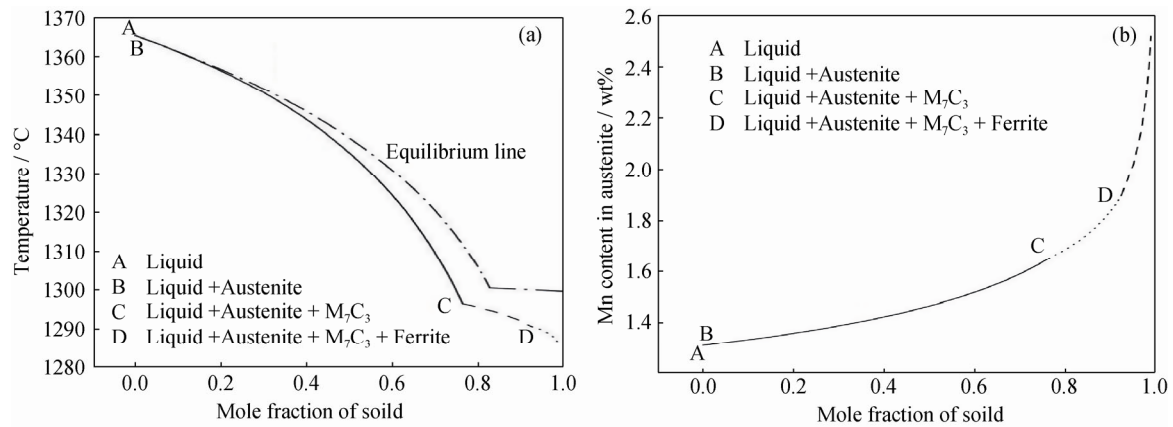 1370
1360
1350
1340
1330
1320
1310
1300
1290
1280
Temperature / °C
A
B
(a)
Equilibrium line
A Liquid
B Liquid +Austenite
C Liquid +Austenite + M₇C₃
D Liquid +Austenite + M₇C₃ + Ferrite
C
D
0.0 0.2 0.4 0.6 0.8 1.0
Mole fraction of soild
2.6
2.4
2.2
2.0
1.8
1.6
1.4
Mn content in austenite / wt%
(b)
A Liquid
B Liquid +Austenite
C Liquid +Austenite + M₇C₃
D Liquid +Austenite + M₇C₃ + Ferrite
D
C
B
A
0.0 0.2 0.4 0.6 0.8 1.0
Mole fraction of soild